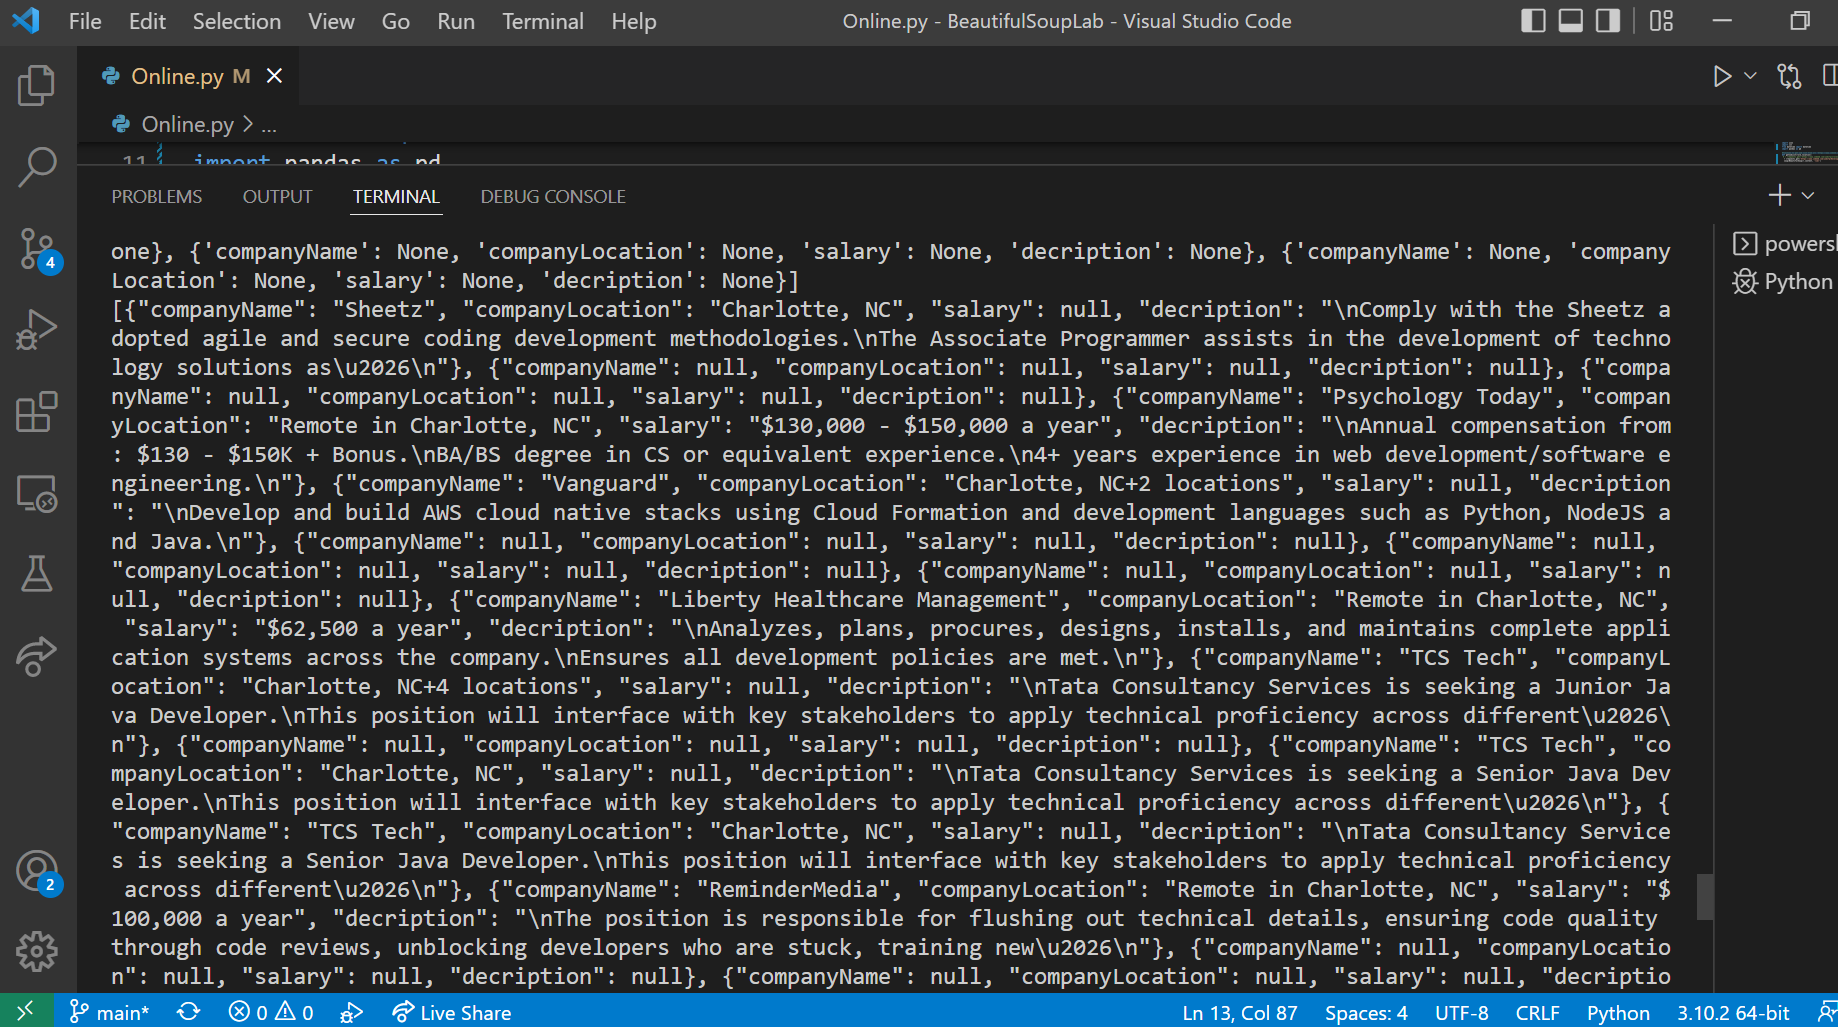 File Edit Selection View Go Run Terminal Help Online.py - BeautifulSoupLab - Visual Studio Code
Online.py M
Online.py > ...
11 import pandas as pd
PROBLEMS OUTPUT TERMINAL DEBUG CONSOLE
one}, {'companyName': None, 'companyLocation': None, 'salary': None, 'decription': None}, {'companyName': None, 'company
Location': None, 'salary': None, 'decription': None}]
[{"companyName": "Sheetz", "companyLocation": "Charlotte, NC", "salary": null, "decription": "\nComply with the Sheetz a
dopted agile and secure coding development methodologies.\nThe Associate Programmer assists in the development of techno
logy solutions as\u2026\n"}, {"companyName": null, "companyLocation": null, "salary": null, "decription": null}, {"compa
nyName": null, "companyLocation": null, "salary": null, "decription": null}, {"companyName": "Psychology Today", "compan
yLocation": "Remote in Charlotte, NC", "salary": "$130,000 - $150,000 a year", "decription": "\nAnnual compensation from
: $130 - $150K + Bonus.\nBA/BS degree in CS or equivalent experience.\n4+ years experience in web development/software e
ngineering.\n"}, {"companyName": "Vanguard", "companyLocation": "Charlotte, NC+2 locations", "salary": null, "decription
": "\nDevelop and build AWS cloud native stacks using Cloud Formation and development languages such as Python, NodeJS a
nd Java.\n"}, {"companyName": null, "companyLocation": null, "salary": null, "decription": null}, {"companyName": null,
"companyLocation": null, "salary": null, "decription": null}, {"companyName": null, "companyLocation": null, "salary": n
ull, "decription": null}, {"companyName": "Liberty Healthcare Management", "companyLocation": "Remote in Charlotte, NC",
"salary": "$62,500 a year", "decription": "\nAnalyzes, plans, procures, designs, installs, and maintains complete appli
cation systems across the company.\nEnsures all development policies are met.\n"}, {"companyName": "TCS Tech", "companyL
ocation": "Charlotte, NC+4 locations", "salary": null, "decription": "\nTata Consultancy Services is seeking a Junior Ja
va Developer.\nThis position will interface with key stakeholders to apply technical proficiency across different\u2026\
n"}, {"companyName": null, "companyLocation": null, "salary": null, "decription": null}, {"companyName": "TCS Tech", "co
mpanyLocation": "Charlotte, NC", "salary": null, "decription": "\nTata Consultancy Services is seeking a Senior Java Dev
eloper.\nThis position will interface with key stakeholders to apply technical proficiency across different\u2026\n"}, {
"companyName": "TCS Tech", "companyLocation": "Charlotte, NC", "salary": null, "decription": "\nTata Consultancy Service
s is seeking a Senior Java Developer.\nThis position will interface with key stakeholders to apply technical proficiency
across different\u2026\n"}, {"companyName": "ReminderMedia", "companyLocation": "Remote in Charlotte, NC", "salary": "$
100,000 a year", "decription": "\nThe position is responsible for flushing out technical details, ensuring code quality
through code reviews, unblocking developers who are stuck, training new\u2026\n"}, {"companyName": null, "companyLocatio
n": null, "salary": null, "decription": null}, {"companyName": null, "companyLocation": null, "salary": null, "decriptio
powersl
Python
4
2
main* 0 0 Live Share Ln 13, Col 87 Spaces: 4 UTF-8 CRLF Python 3.10.2 64-bit